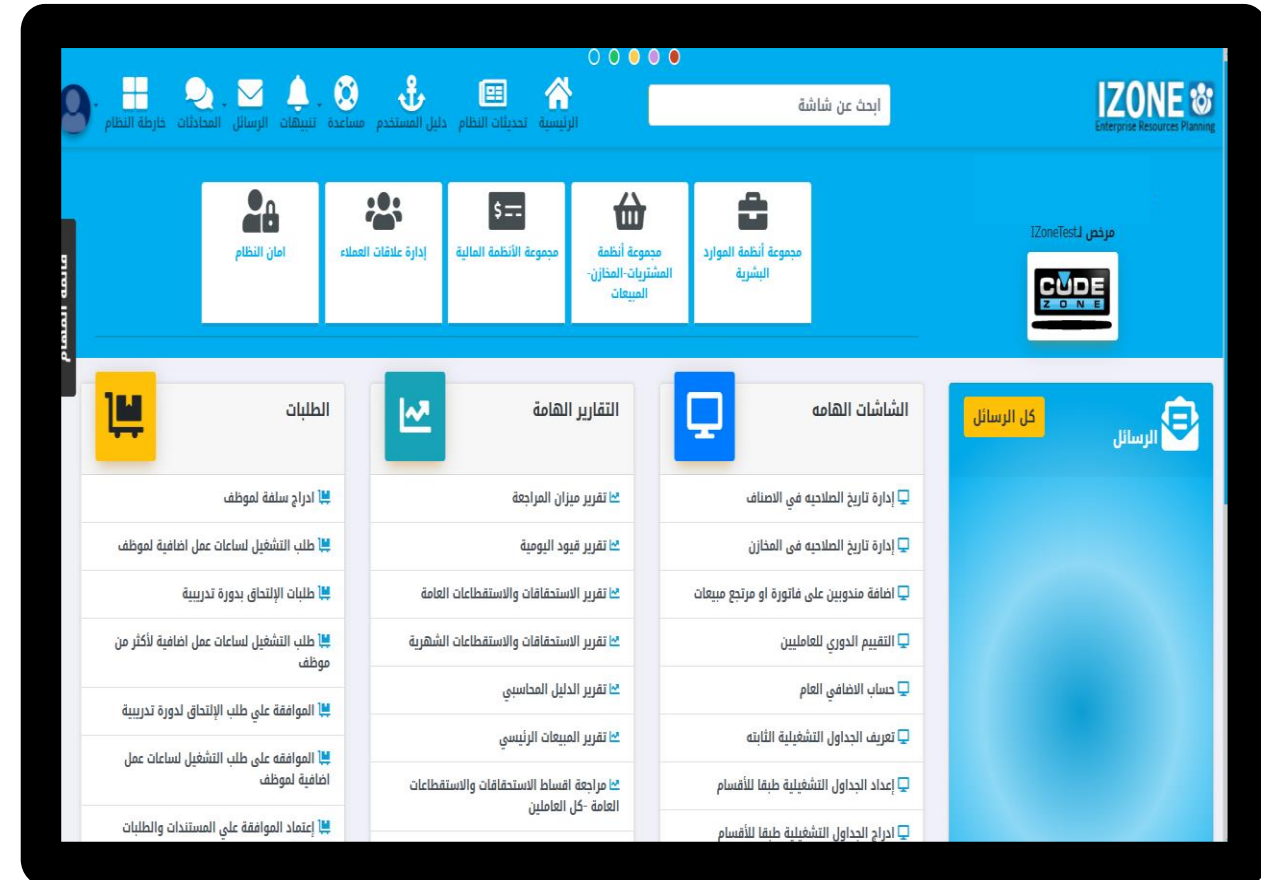 IZONE
Enterprise Resources Planning
ابحث عن شاشة
الرئيسية
تحديثات النظام
دليل المستخدم
مساعدة
تنبيهات
الرسائل
المحادثات
خارطة النظام
مرخص لـIZoneTest
CODE
ZONE
مجموعة أنظمة الموارد
البشرية
مجموعة أنظمة
المشتريات-المخازن-
المبيعات
مجموعة الأنظمة المالية
إدارة علاقات العملاء
امان النظام
قائمة المهام
الرسائل
كل الرسائل
الشاشات الهامه
إدارة تاريخ الصلاحيه في الاصناف
إدارة تاريخ الصلاحيه فى المخازن
اضافة مندوبين على فاتورة او مرتجع مبيعات
التقييم الدوري للعامليين
حساب الاضافي العام
تعريف الجداول التشغيلية الثابته
إعداد الجداول التشغيلية طبقا للأقسام
ادراج الجداول التشغيلية طبقا للأقسام
التقارير الهامة
تقرير ميزان المراجعة
تقرير قيود اليومية
تقرير الاستحقاقات والاستقطاعات العامة
تقرير الاستحقاقات والاستقطاعات الشهرية
تقرير الدليل المحاسبي
تقرير المبيعات الرئيسي
مراجعة اقساط الاستحقاقات والاستقطاعات
العامة -كل العاملين
الطلبات
ادراج سلفة لموظف
طلب التشغيل لساعات عمل اضافية لموظف
طلبات الإلتحاق بدورة تدريبية
طلب التشغيل لساعات عمل اضافية لأكثر من
موظف
الموافقة علي طلب الإلتحاق لدورة تدريبية
الموافقه على طلب التشغيل لساعات عمل
اضافية لموظف
إعتماد الموافقة علي المستندات والطلبات